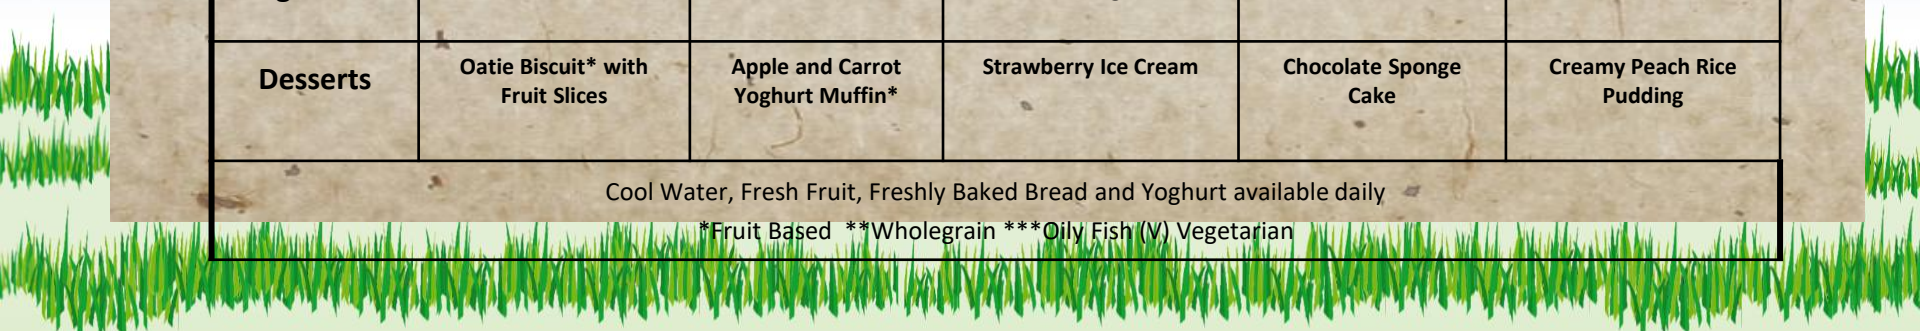 Desserts
Oatie Biscuit* with
Fruit Slices
Apple and Carrot
Yoghurt Muffin*
Strawberry Ice Cream
Chocolate Sponge
Cake
Creamy Peach Rice
Pudding
Cool Water, Fresh Fruit, Freshly Baked Bread and Yoghurt available daily
*Fruit Based **Wholegrain ***Oily Fish (V) Vegetarian